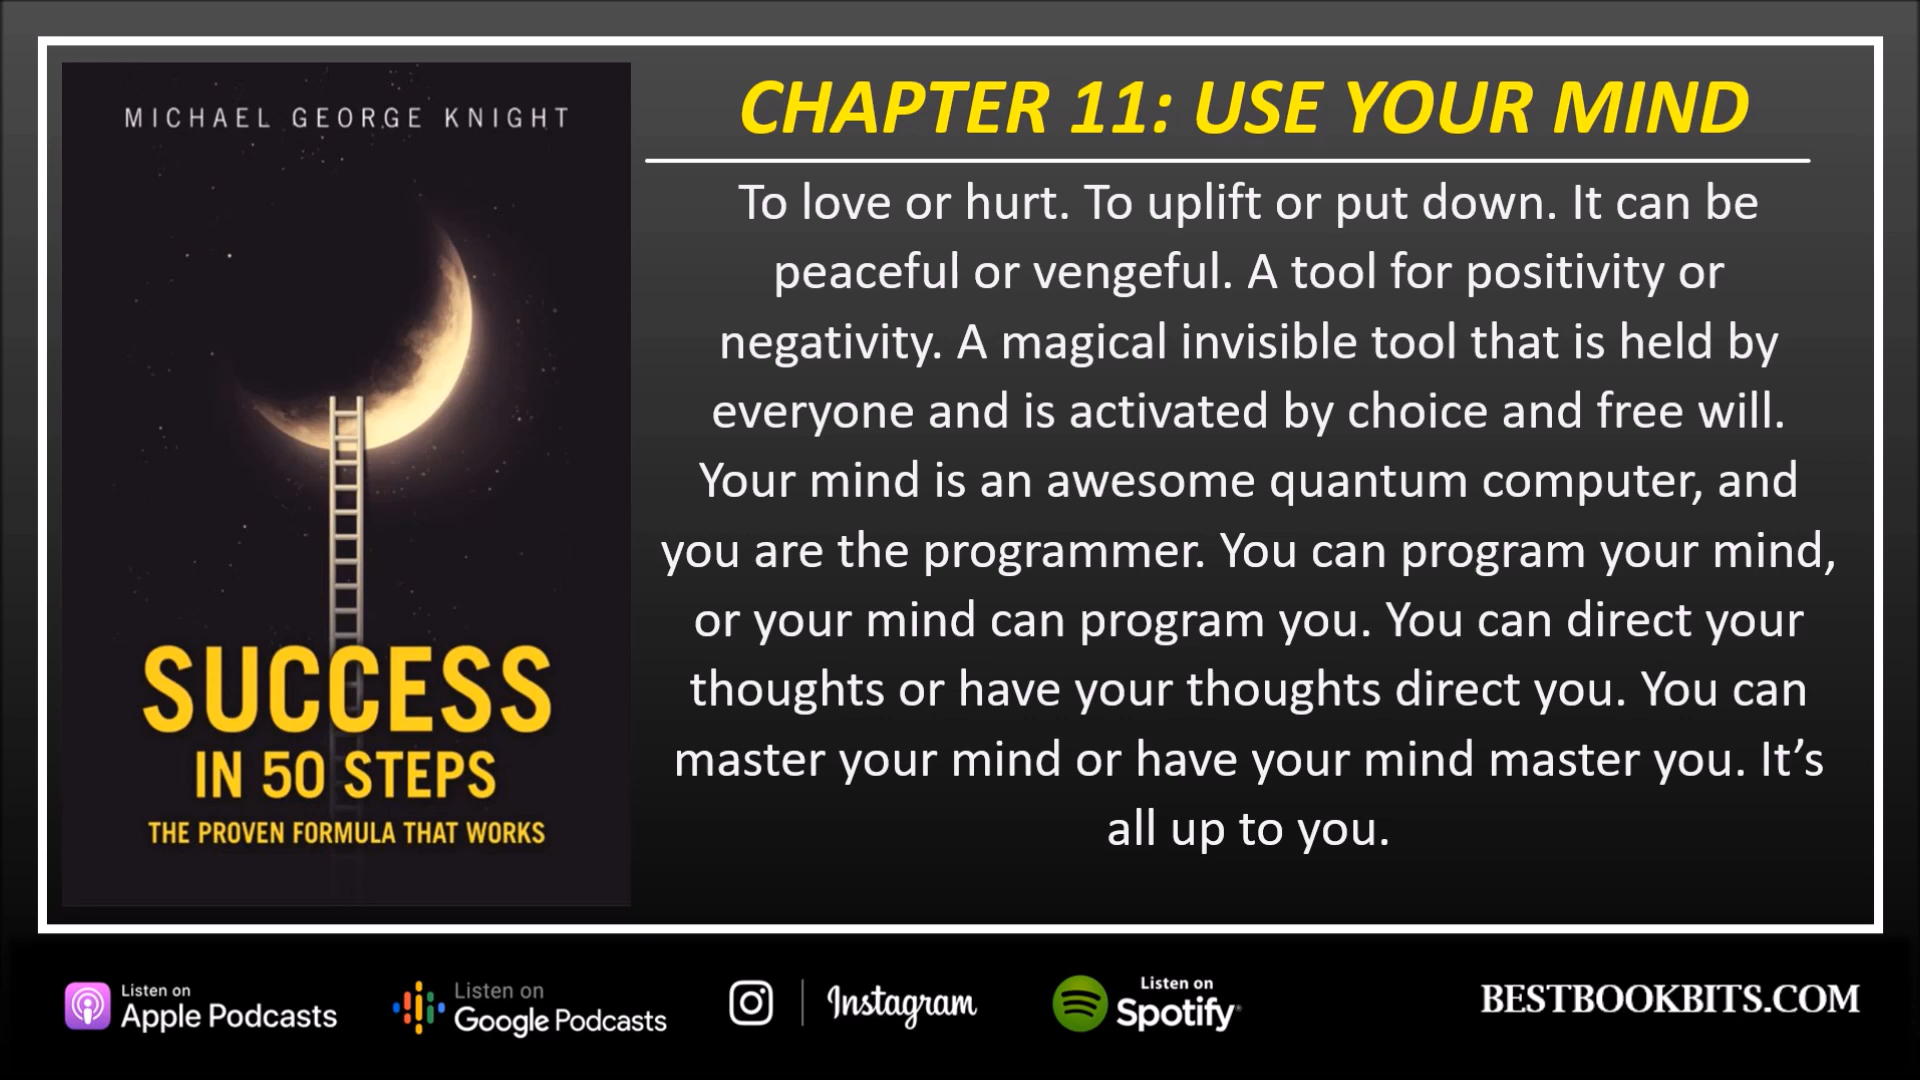 MICHAEL GEORGE KNIGHT
SUCCESS
IN 50 STEPS
THE PROVEN FORMULA THAT WORKS
CHAPTER 11: USE YOUR MIND
To love or hurt. To uplift or put down. It can be
peaceful or vengeful. A tool for positivity or
negativity. A magical invisible tool that is held by
everyone and is activated by choice and free will.
Your mind is an awesome quantum computer, and
you are the programmer. You can program your mind,
or your mind can program you. You can direct your
thoughts or have your thoughts direct you. You can
master your mind or have your mind master you. It’s
all up to you.
Listen on
Apple Podcasts
Listen on
Google Podcasts
Instagram
Listen on
Spotify
BESTBOOKBITS.COM